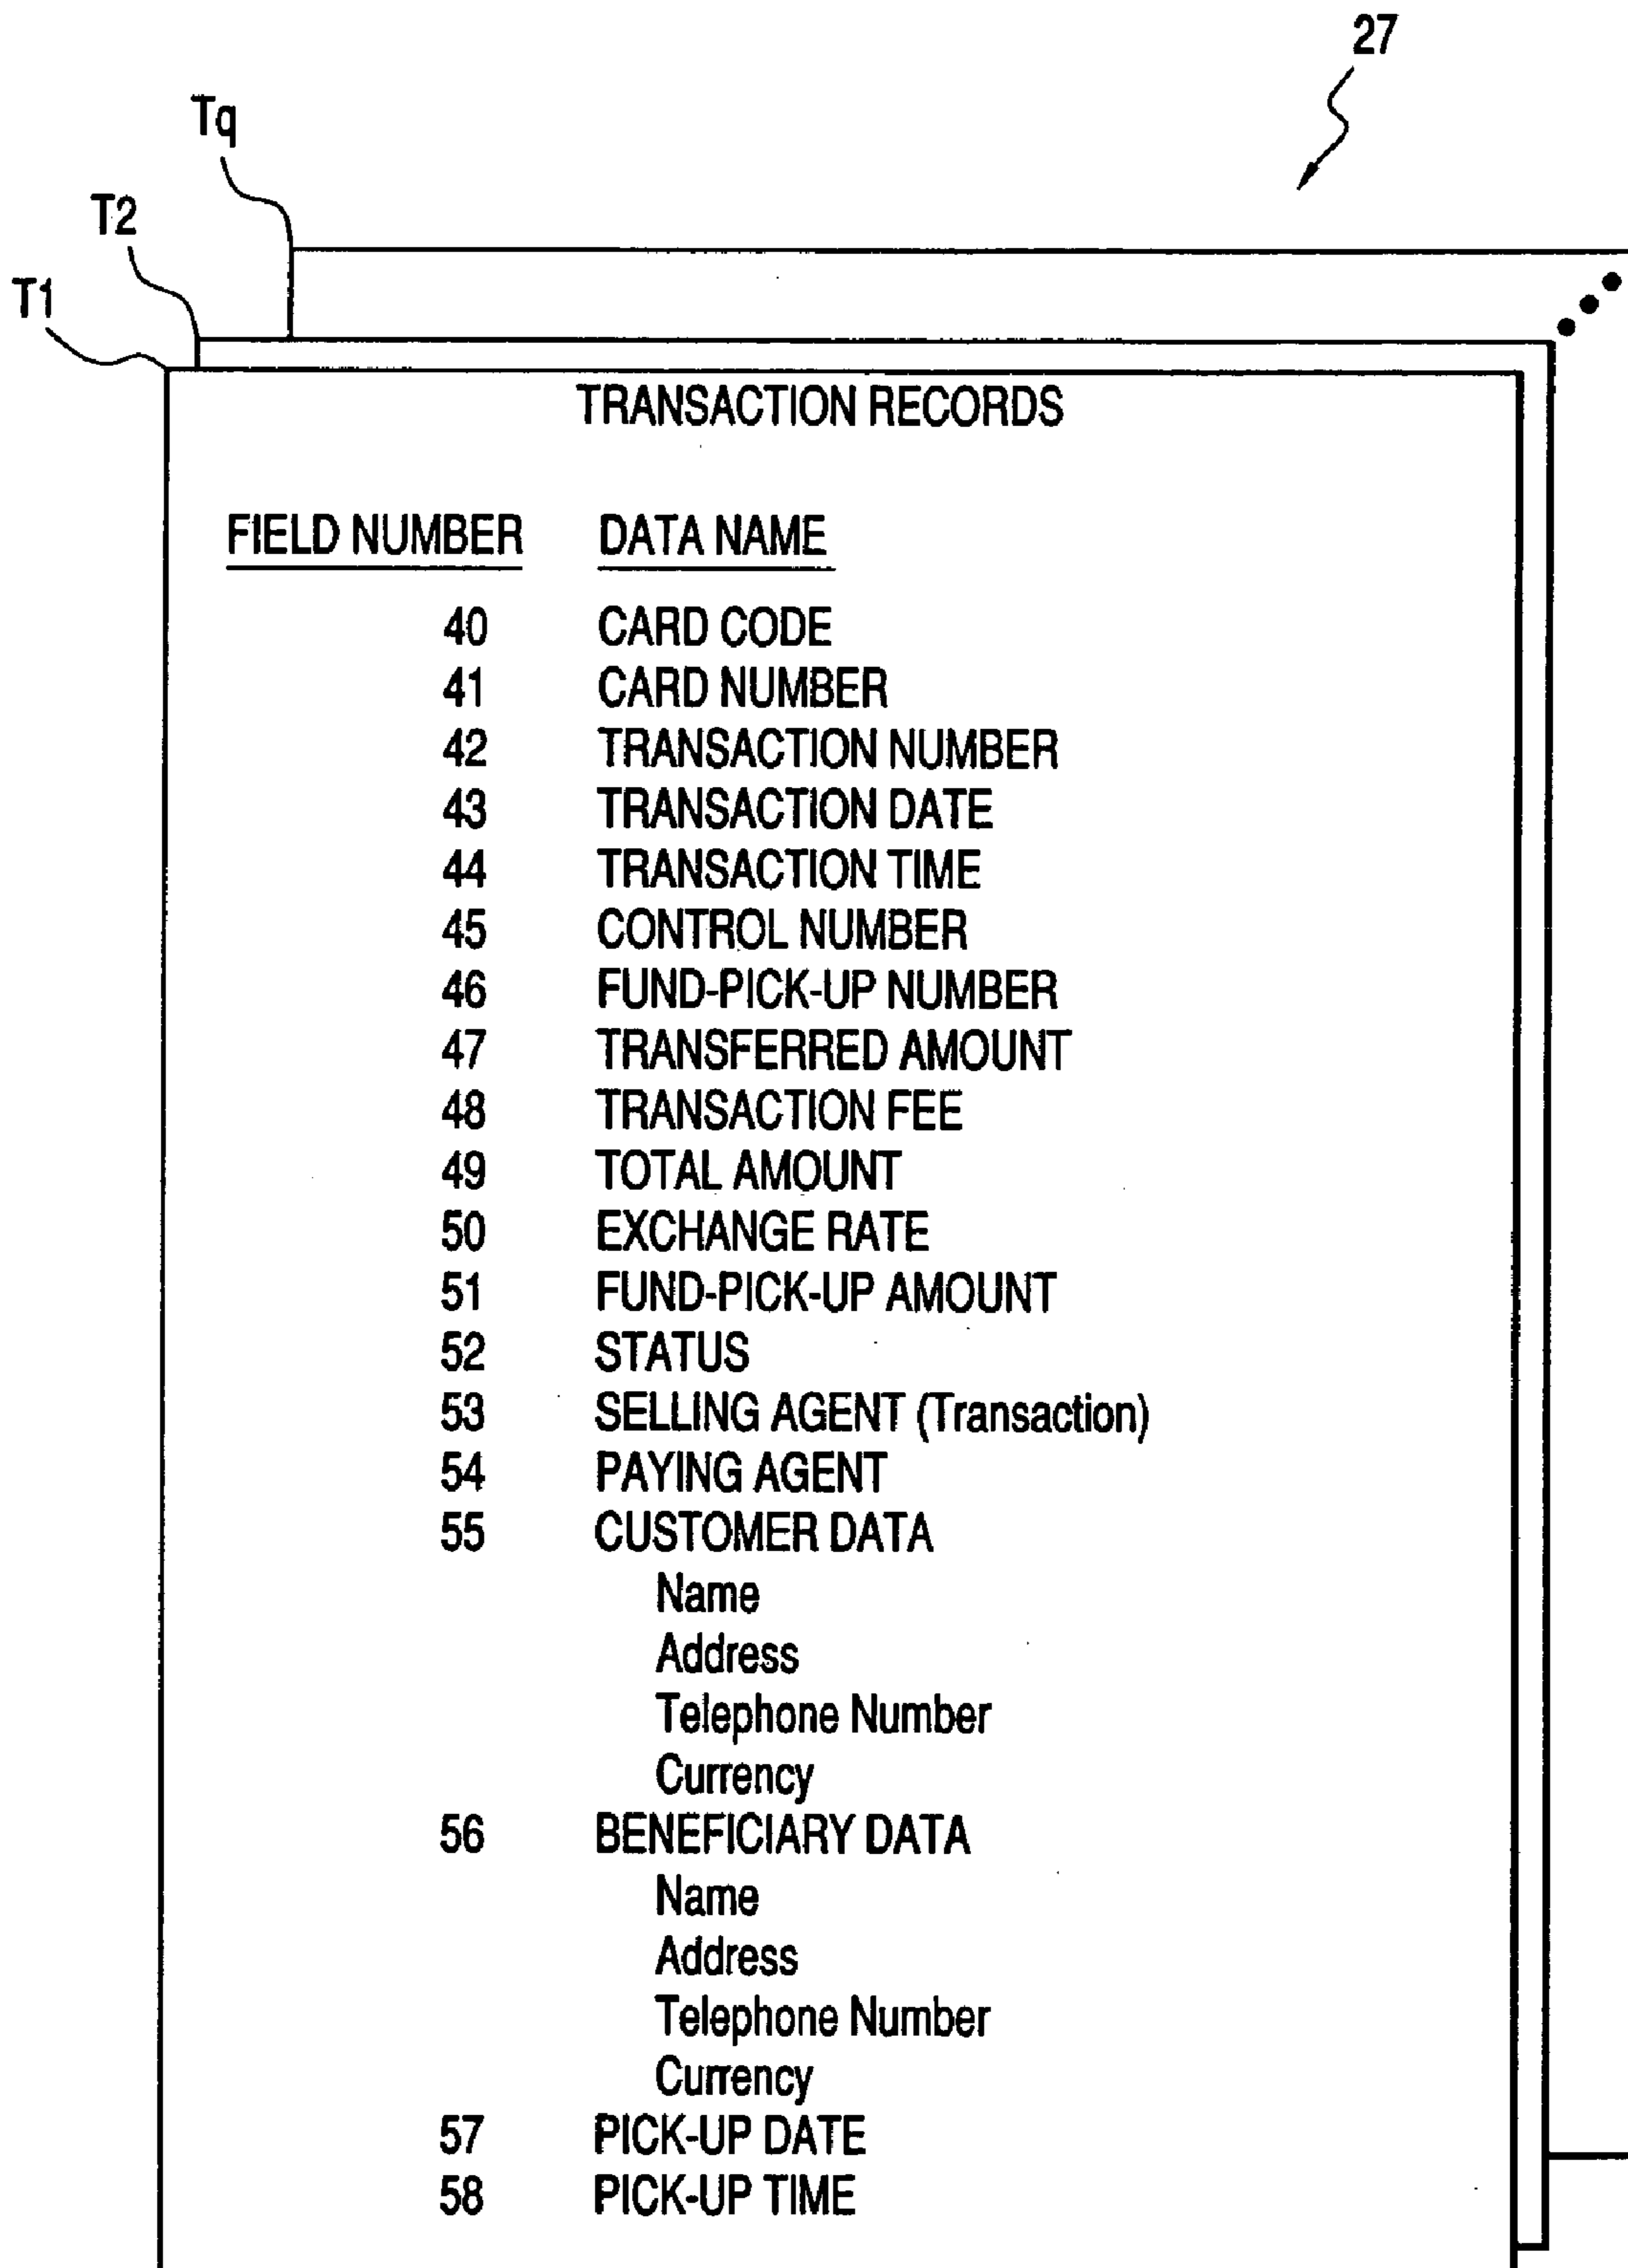 27
Tq
T2
T1
TRANSACTION RECORDS
FIELD NUMBER DATA NAME
40 CARD CODE
41 CARD NUMBER
42 TRANSACTION NUMBER
43 TRANSACTION DATE
44 TRANSACTION TIME
45 CONTROL NUMBER
46 FUND-PICK-UP NUMBER
47 TRANSFERRED AMOUNT
48 TRANSACTION FEE
49 TOTAL AMOUNT
50 EXCHANGE RATE
51 FUND-PICK-UP AMOUNT
52 STATUS
53 SELLING AGENT (Transaction)
54 PAYING AGENT
55 CUSTOMER DATA
Name
Address
Telephone Number
Currency
56 BENEFICIARY DATA
Name
Address
Telephone Number
Currency
57 PICK-UP DATE
58 PICK-UP TIME